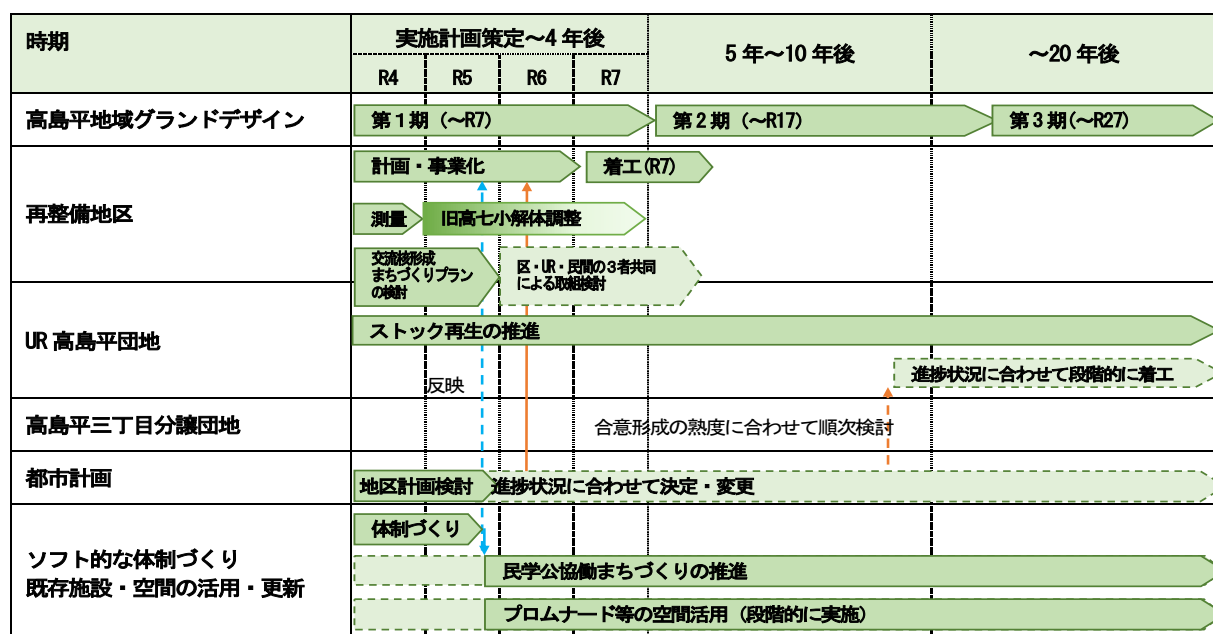 時期
実施計画策定～4 年後
R4
R5
R6
R7
5 年～10 年後
～20 年後
高島平地域グランドデザイン
第１期（～R7）
第２期（～R17）
第３期（～R27）
再整備地区
計画・事業化
着工(R7)
測量
旧高七小解体調整
交流核形成
まちづくりプラン
の検討
区・UR・民間の３者共同
による取組検討
UR 高島平団地
ストック再生の推進
進捗状況に合わせて段階的に着工
反映
高島平三丁目分譲団地
合意形成の熟度に合わせて順次検討
都市計画
地区計画検討
進捗状況に合わせて決定・変更
ソフト的な体制づくり
既存施設・空間の活用・更新
体制づくり
民学公協働まちづくりの推進
プロムナード等の空間活用（段階的に実施）